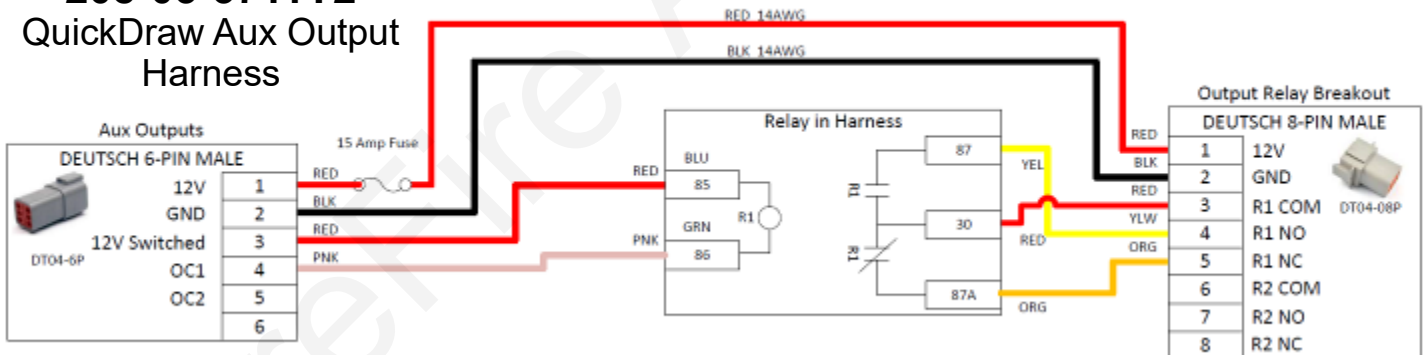 QuickDraw Aux Output
Harness
RED 14AWG
BLK 14AWG
Aux Outputs
DEUTSCH 6-PIN MALE
12V 1
GND 2
12V Switched 3
OC1 4
OC2 5
6
DT04-6P
15 Amp Fuse
RED
BLK
RED
PNK
Relay in Harness
RED
BLU
85
GRN
PNK
86
R1
R1
R1
87
30
87A
YEL
RED
ORG
Output Relay Breakout
DEUTSCH 8-PIN MALE
RED
BLK
RED
YLW
ORG
1 12V
2 GND
3 R1 COM
4 R1 NO
5 R1 NC
6 R2 COM
7 R2 NO
8 R2 NC
DT04-08P